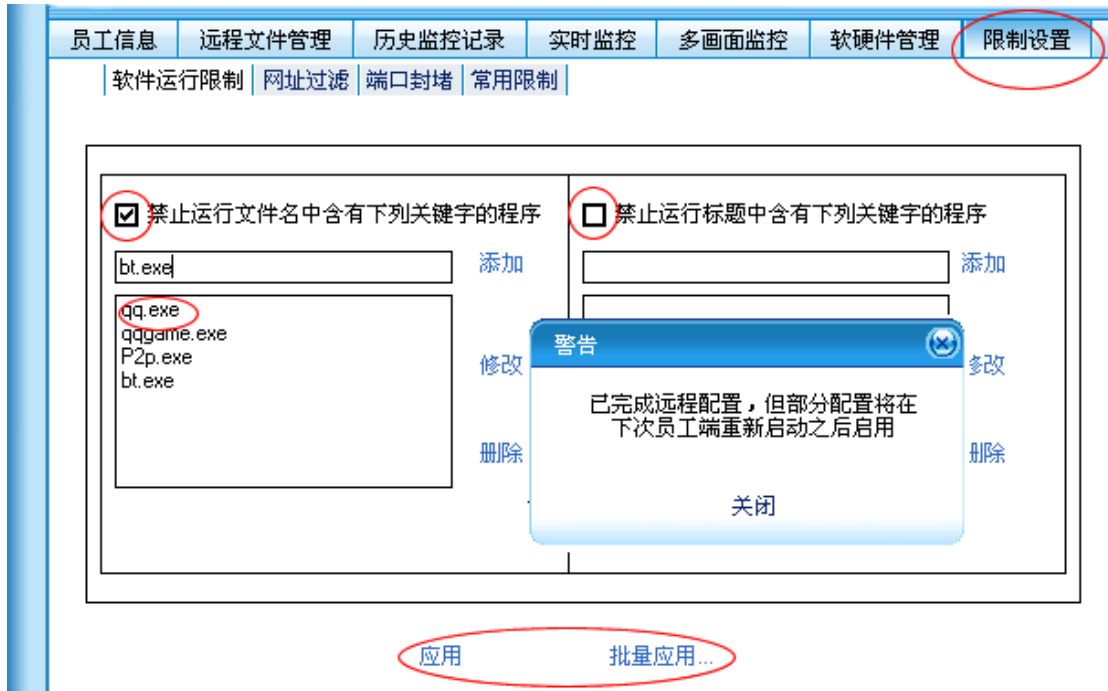 员工信息 远程文件管理 历史监控记录 实时监控 多画面监控 软硬件管理 限制设置
软件运行限制 网址过滤 端口封堵 常用限制
禁止运行文件名中含有下列关键字的程序
bt.exe 添加
qq.exe
qqgame.exe
P2p.exe
bt.exe
修改
删除
禁止运行标题中含有下列关键字的程序
添加
修改
删除
警告
已完成远程配置，但部分配置将在
下次员工端重新启动之后启用
关闭
应用 批量应用...